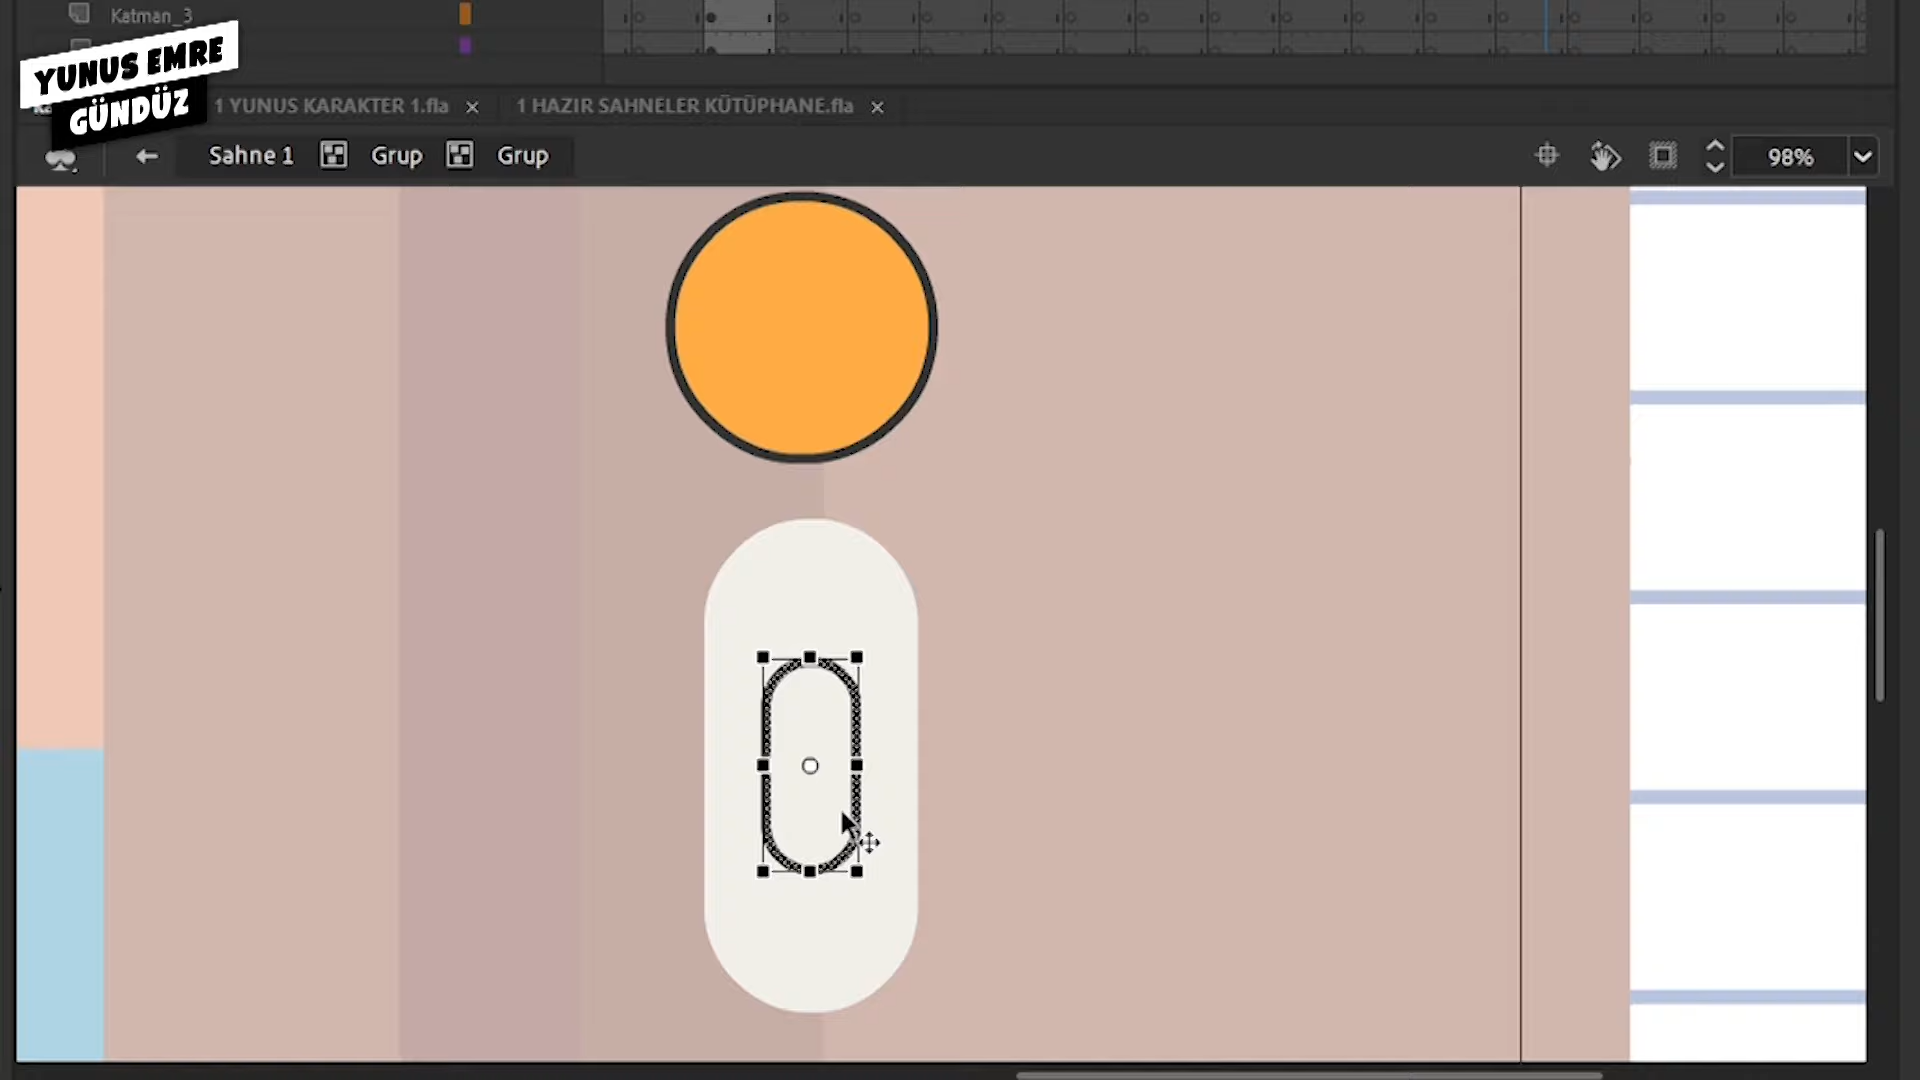 Katman_3
YUNUS EMRE
GÜNDÜZ
1 YUNUS KARAKTER 1.fla
1 HAZIR SAHNELER KÜTÜPHANE.fla
Sahne 1 Grup Grup
98%